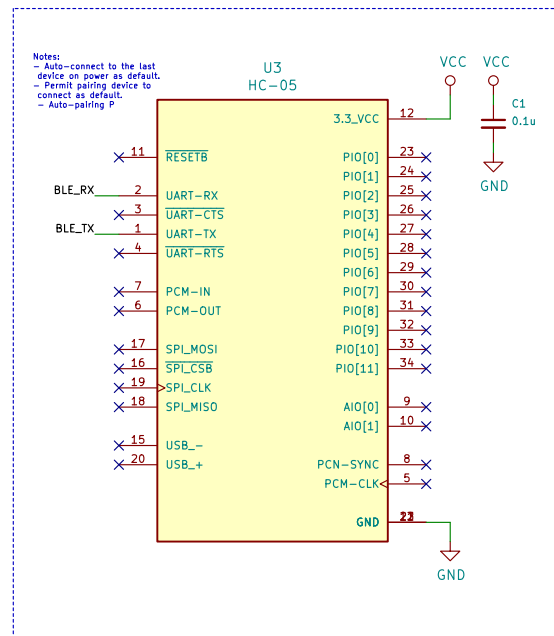 Notes:
- Auto-connect to the last
device on power as default.
- Permit pairing device to
connect as default.
- Auto-pairing P
U3
HC-05
VCC
VCC
C1
0.1u
GND
3.3_VCC 12
11 RESETB
PIO[0] 23
PIO[1] 24
BLE_RX 2 UART-RX
PIO[2] 25
3 UART-CTS
PIO[3] 26
BLE_TX 1 UART-TX
PIO[4] 27
4 UART-RTS
PIO[5] 28
PIO[6] 29
7 PCM-IN
PIO[7] 30
6 PCM-OUT
PIO[8] 31
PIO[9] 32
17 SPI_MOSI
PIO[10] 33
16 SPI_CSB
PIO[11] 34
19 SPI_CLK
18 SPI_MISO
AIO[0] 9
AIO[1] 10
15 USB_-
20 USB_+
PCN-SYNC 8
PCM-CLK 5
GND
GND